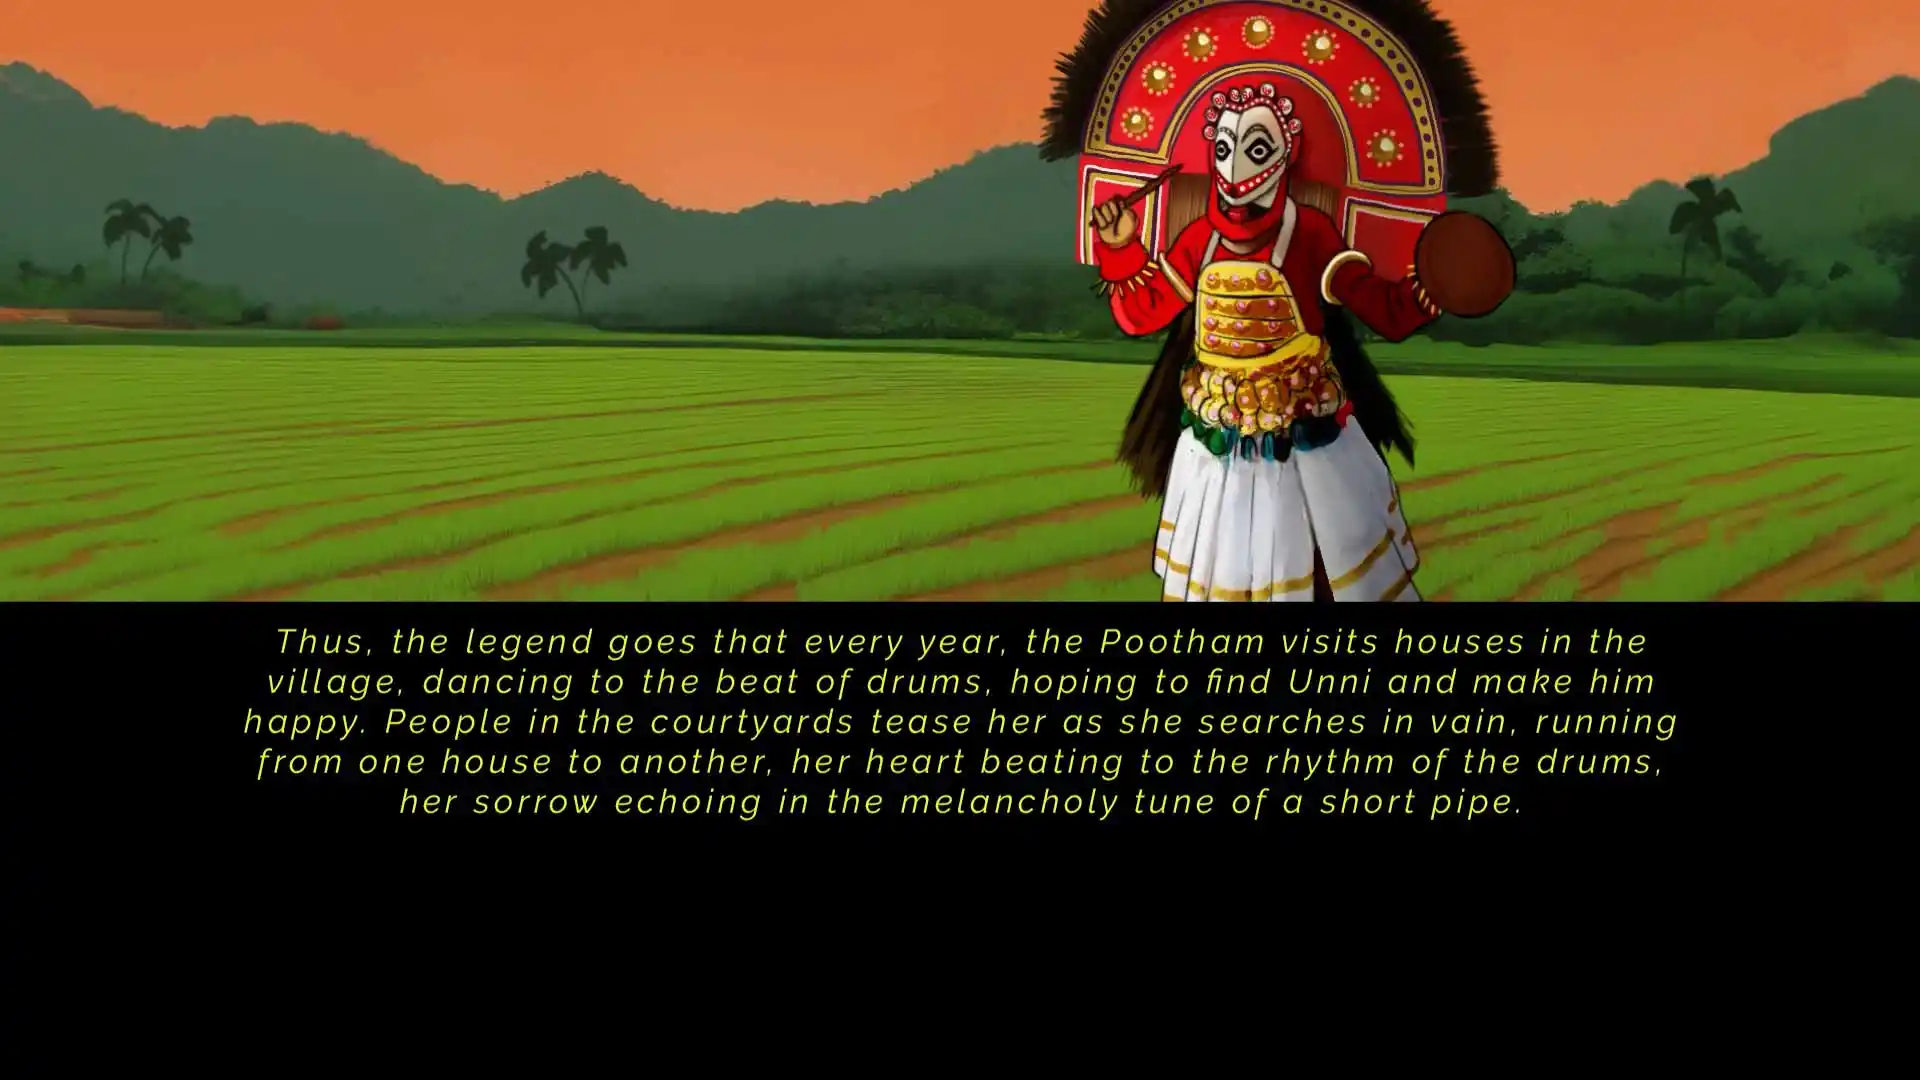 Thus, the legend goes that every year, the Pootham visits houses in the
village, dancing to the beat of drums, hoping to find Unni and make him
happy. People in the courtyards tease her as she searches in vain, running
from one house to another, her heart beating to the rhythm of the drums,
her sorrow echoing in the melancholy tune of a short pipe.